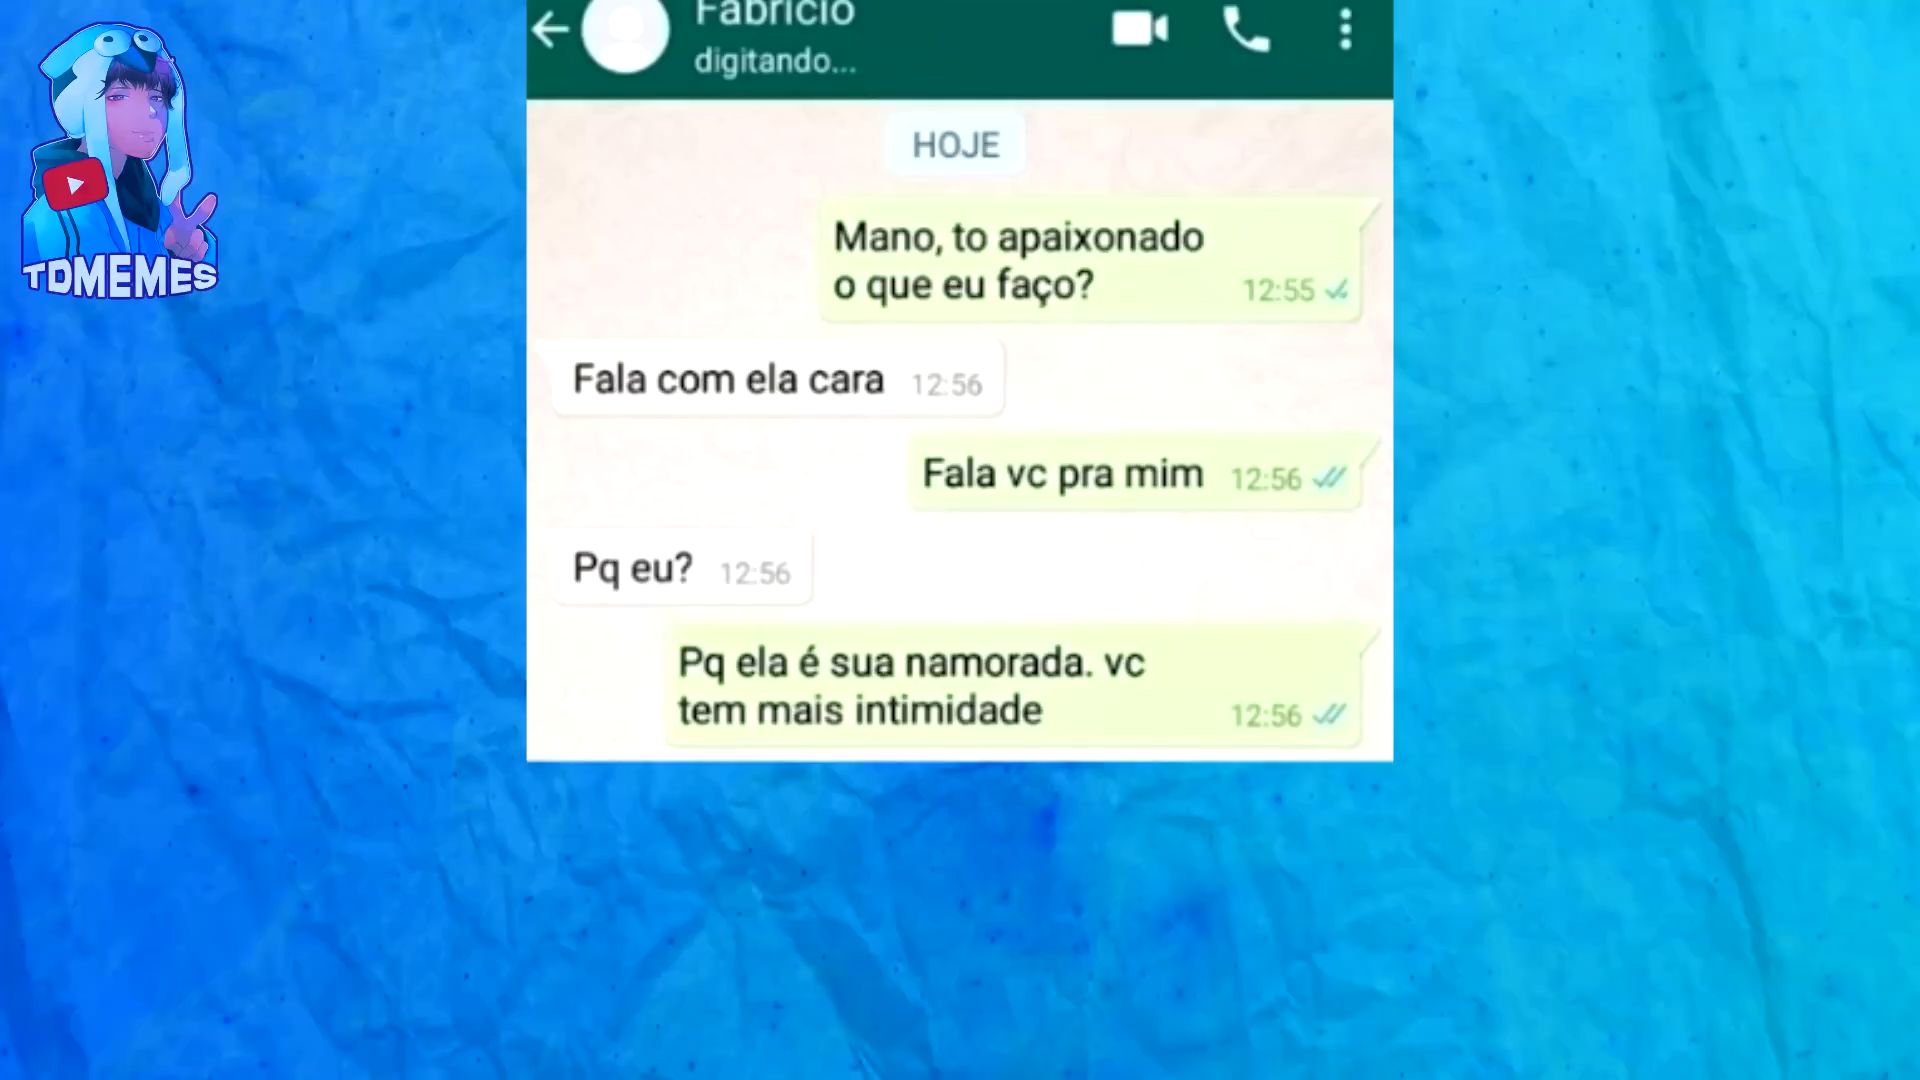 Fabrício
digitando...
TDMEMES
HOJE
Mano, to apaixonado
o que eu faço?
12:55
Fala com ela cara 12:56
Fala vc pra mim 12:56
Pq eu? 12:56
Pq ela é sua namorada. vc
tem mais intimidade
12:56